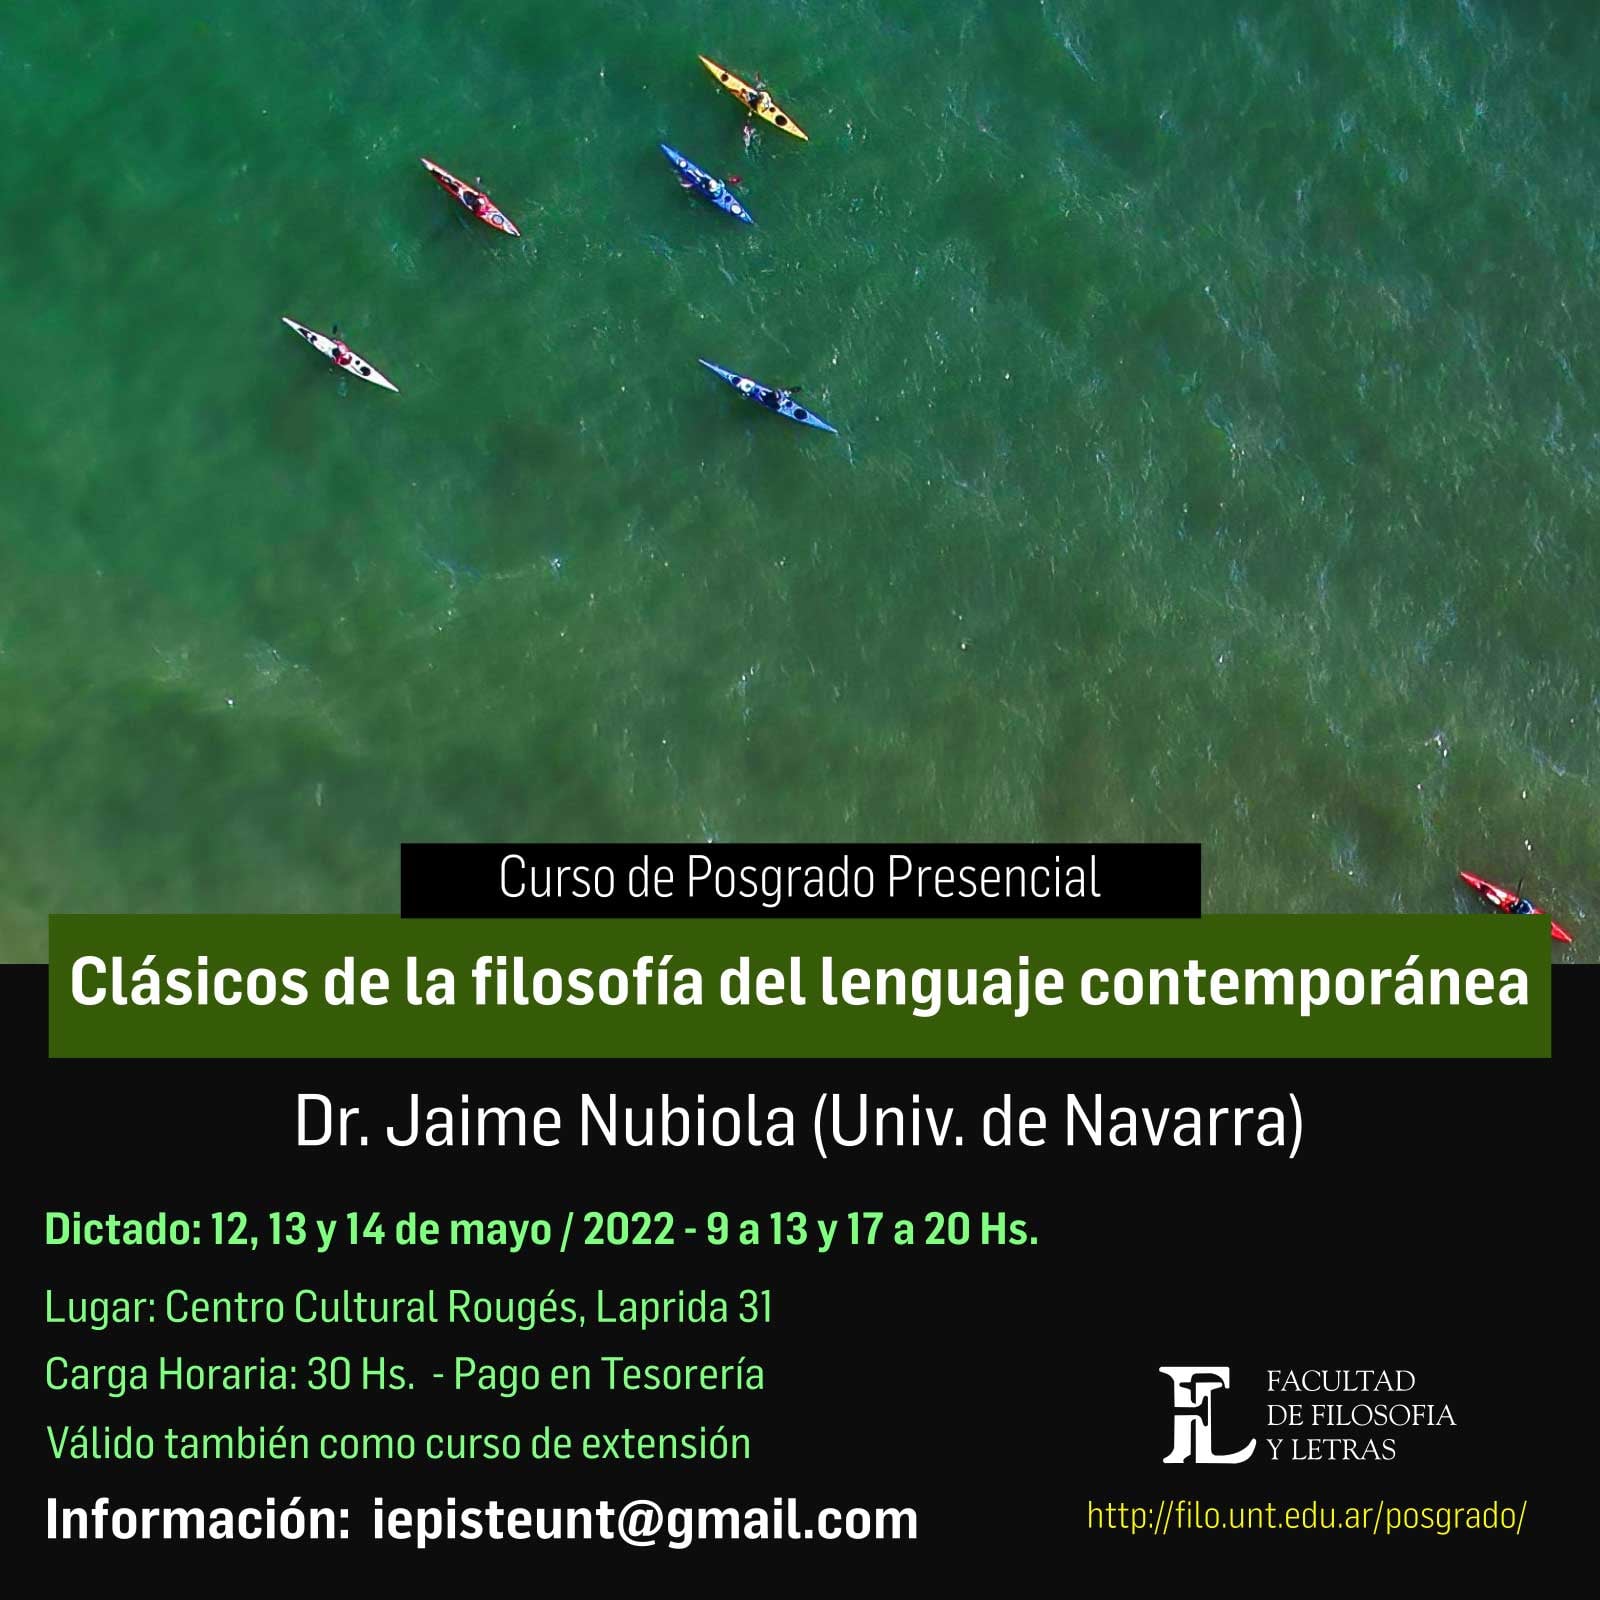 Curso de Posgrado Presencial
Clásicos de la filosofía del lenguaje contemporánea
Dr. Jaime Nubiola (Univ. de Navarra)
Dictado: 12, 13 y 14 de mayo / 2022 - 9 a 13 y 17 a 20 Hs.
Lugar: Centro Cultural Rougés, Laprida 31
Carga Horaria: 30 Hs.  - Pago en Tesorería
Válido también como curso de extensión
Información:  iepisteunt@gmail.com
FL
FACULTAD
DE FILOSOFIA
Y LETRAS
http://filo.unt.edu.ar/posgrado/